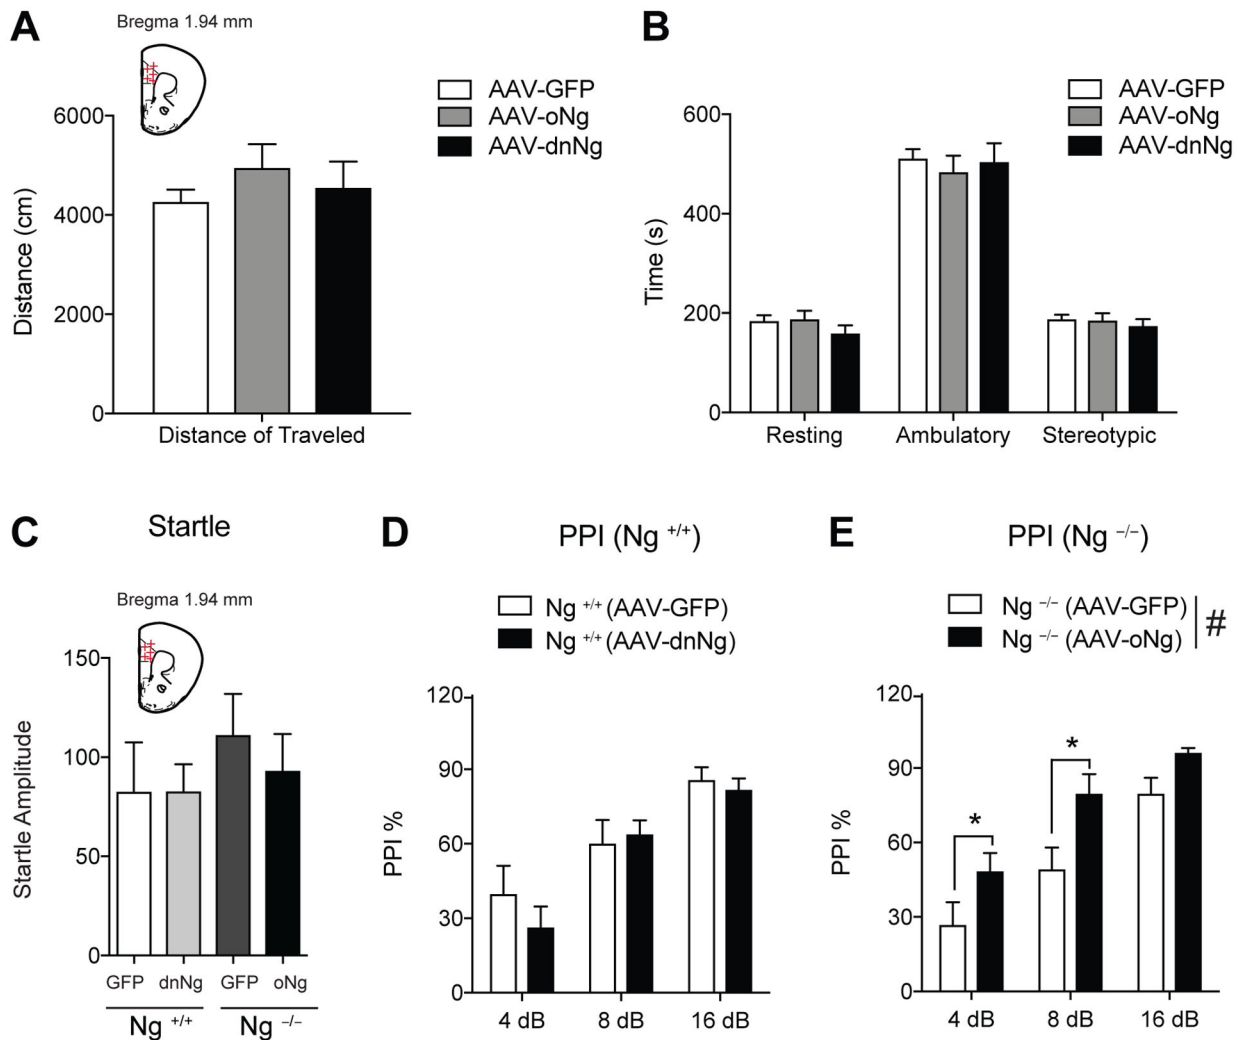 A
Bregma 1.94 mm
AAV-GFP
AAV-oNg
AAV-dnNg
6000
4000
2000
0
Distance (cm)
Distance of Traveled
B
AAV-GFP
AAV-oNg
AAV-dnNg
600
400
200
0
Time (s)
Resting Ambulatory Stereotypic
C
Startle
Bregma 1.94 mm
150
100
50
0
Startle Amplitude
GFP dnNg GFP oNg
Ng +/+ Ng −/−
D
PPI (Ng +/+)
Ng +/+ (AAV-GFP)
Ng +/+ (AAV-dnNg)
120
90
60
30
0
PPI %
4 dB 8 dB 16 dB
E
PPI (Ng −/−)
Ng −/− (AAV-GFP)
Ng −/− (AAV-oNg)
#
120
90
60
30
0
PPI %
*
*
4 dB 8 dB 16 dB